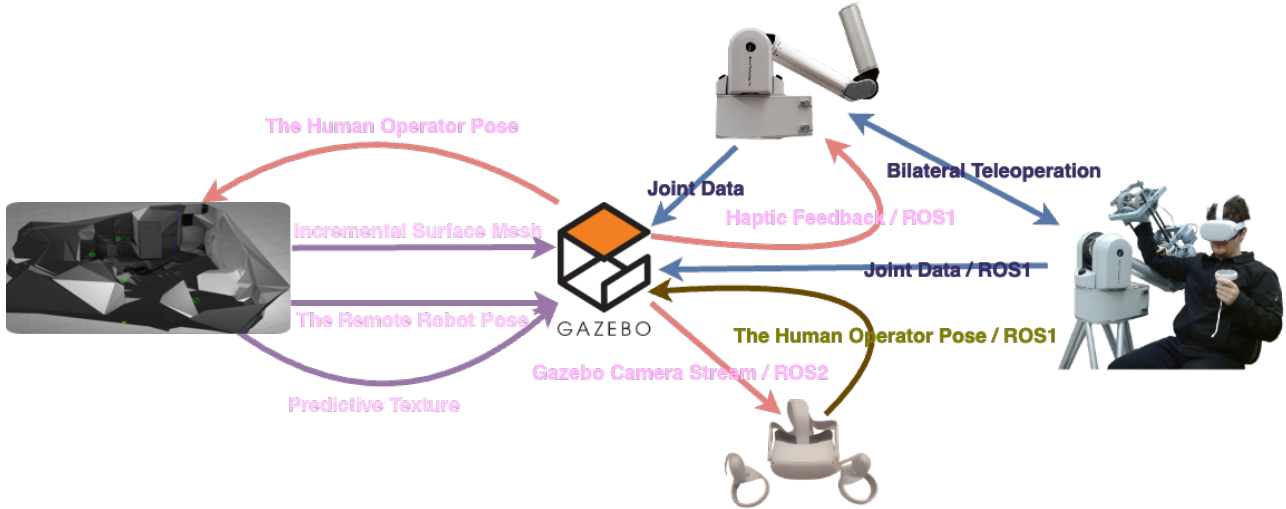 The Human Operator Pose
Bilateral Teleoperation
Joint Data
Haptic Feedback / ROS1
Incremental Surface Mesh
Joint Data / ROS1
The Remote Robot Pose
GAZEBO
The Human Operator Pose / ROS1
Gazebo Camera Stream / ROS2
Predictive Texture